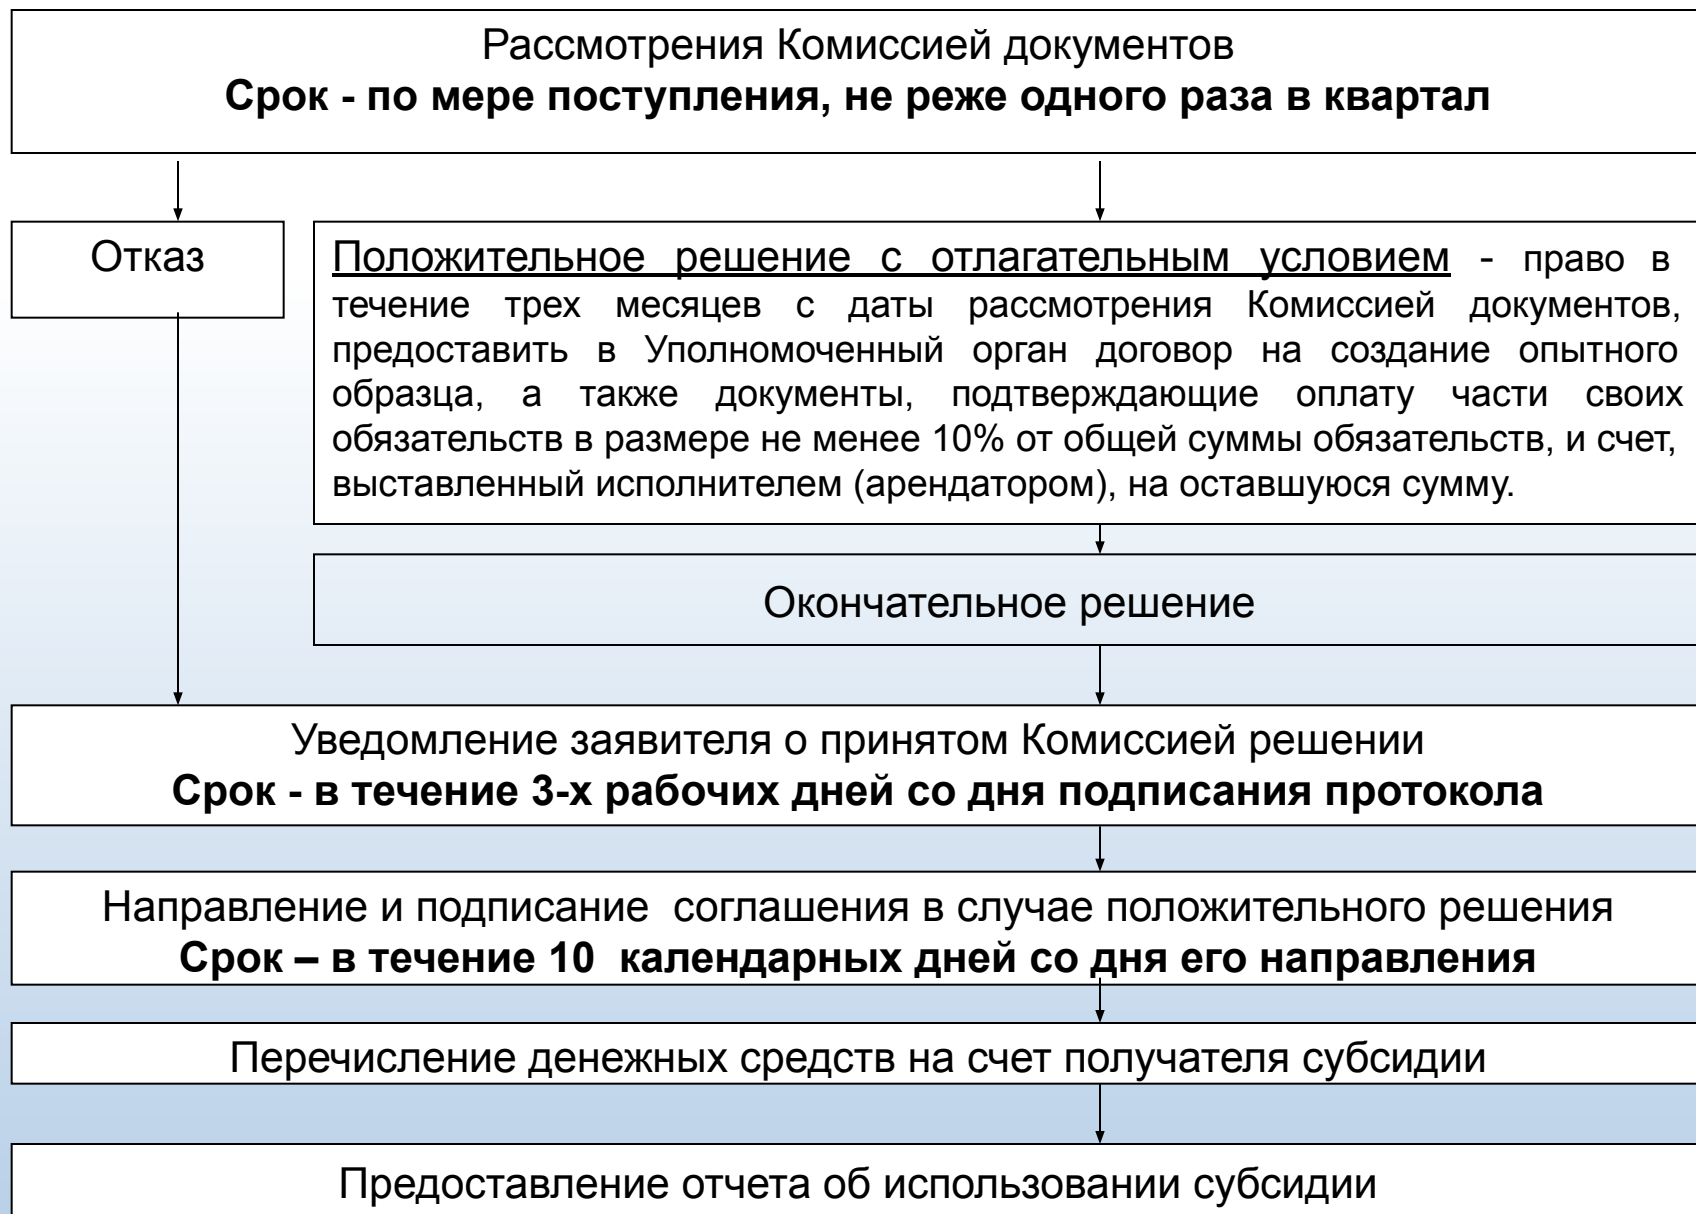 Рассмотрения Комиссией документов
Срок - по мере поступления, не реже одного раза в квартал
Отказ
Положительное решение с отлагательным условием - право в
течение трех месяцев с даты рассмотрения Комиссией документов,
предоставить в Уполномоченный орган договор на создание опытного
образца, а также документы, подтверждающие оплату части своих
обязательств в размере не менее 10% от общей суммы обязательств, и счет,
выставленный исполнителем (арендатором), на оставшуюся сумму.
Окончательное решение
Уведомление заявителя о принятом Комиссией решении
Срок - в течение 3-х рабочих дней со дня подписания протокола
Направление и подписание соглашения в случае положительного решения
Срок – в течение 10 календарных дней со дня его направления
Перечисление денежных средств на счет получателя субсидии
Предоставление отчета об использовании субсидии